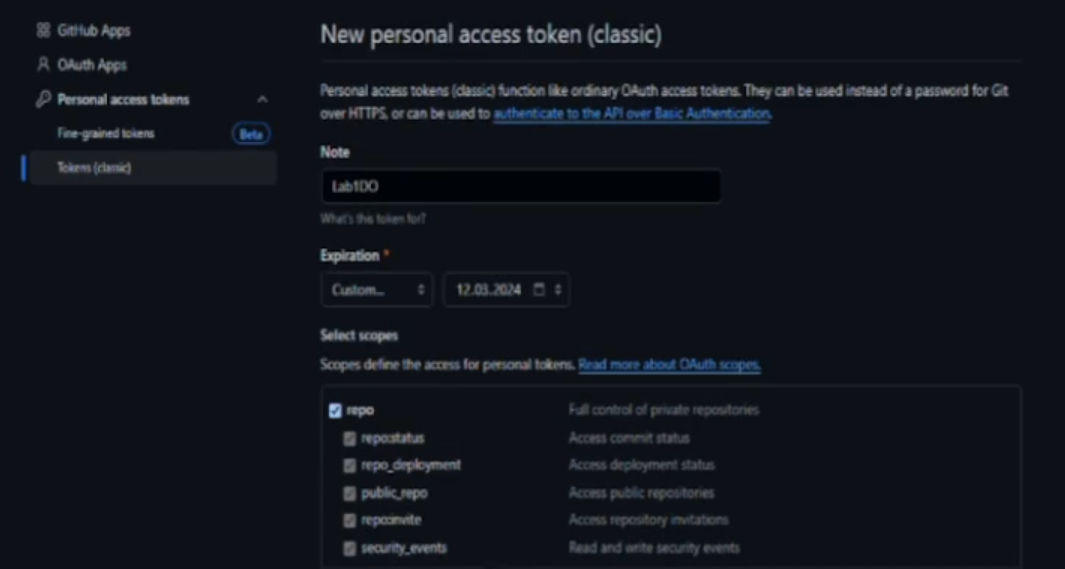 GitHub Apps
OAuth Apps
Personal access tokens
Fine-grained tokens Beta
Tokens (classic)
New personal access token (classic)
Personal access tokens (classic) function like ordinary OAuth access tokens. They can be used instead of a password for Git
over HTTPS, or can be used to authenticate to the API over Basic Authentication.
Note
Lab1DO
What's this token for?
Expiration *
Custom... 12.03.2024
Select scopes
Scopes define the access for personal tokens. Read more about OAuth scopes.
repo Full control of private repositories
repo:status Access commit status
repo_deployment Access deployment status
public_repo Access public repositories
repo:invite Access repository invitations
security_events Read and write security events